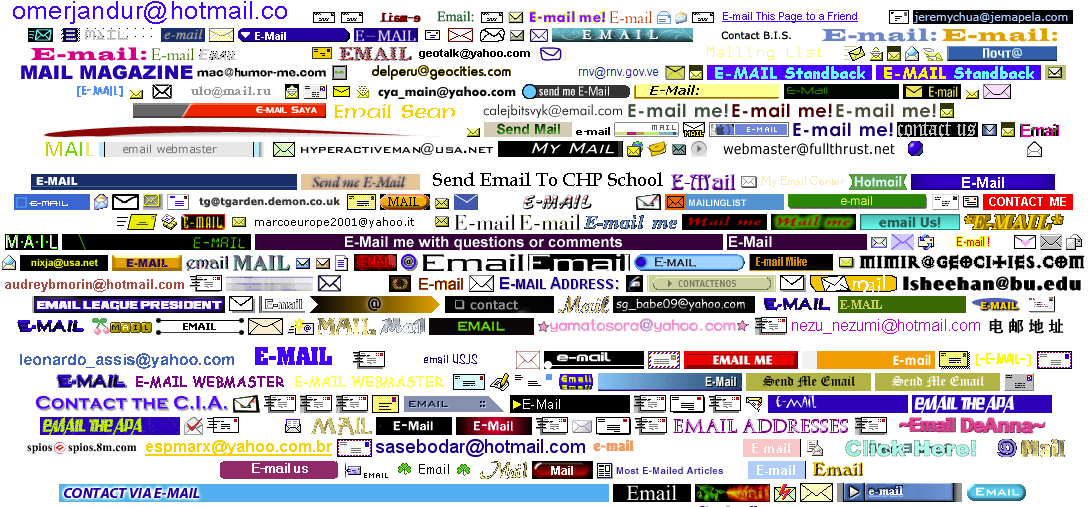 omerjandur@hotmail.co Email: E-mail me! E-mail E-mail This Page to a Friend jeremychua@jemapela.com
e-mail E-Mail E-MAIL EMAIL Contact B.I.S. E-mail: E-mail:
E-mail: E-mail E-Mail EMAIL geotalk@yahoo.com Mailing List Почт@
MAIL MAGAZINE mac@humor-me.com delperu@geocities.com rnv@rnv.gov.ve E-MAIL Standback E-MAIL Standback
[E-MAIL] ulo@mail.ru cya_main@yahoo.com send me E-Mail E-Mail: E-Mail E-Mail
E-MAIL SAYA Email Sean calejbitsvyk@email.com E-mail me! E-mail me! E-mail me!
Send Mail e-mail MAIL MAIL E-MAIL E-mail me! contact us Email
MAIL email webmaster HYPERACTIVEMAN@USA.NET MY MAIL webmaster@fullthrust.net
E-MAIL Send me E-Mail Send Email To CHP School E-Mail My Email Center Hotmail E-Mail
E-MAIL tg@tgarden.demon.co.uk MAIL E-MAIL MAILINGLIST e-mail CONTACT ME
E-MAIL marcoeurope2001@yahoo.it E-mail E-mail E-mail me Mail me Mail me email Us! *E-MAIL*
M·A·I·L E-MAIL E-Mail me with questions or comments E-Mail E-mail!
nixja@usa.net E-MAIL email MAIL EMAIL Email Email E-MAIL E-mail Mike MIMIR@GEOCITIES.COM
audreybmorin@hotmail.com E-mail E-MAIL ADDRESS: CONTACTENOS mail lsheehan@bu.edu
EMAIL LEAGUE PRESIDENT E-mail @ contact Mail sg_babe09@yahoo.com E-MAIL E-MAIL EMAIL
E-MAIL MAIL EMAIL MAIL Mail EMAIL yamatosora@yahoo.com nezu_nezumi@hotmail.com 电邮地址
leonardo_assis@yahoo.com E-MAIL email USJS e-mail EMAIL ME E-mail [-E-MAIL-]
E-MAIL E-MAIL WEBMASTER E-MAIL WEBMASTER E-Mail Send Me Email Send Me Email
CONTACT THE C.I.A. EMAIL E-Mail E-MAIL EMAIL THE APA
EMAIL THE APA MAIL E-Mail E-Mail EMAIL ADDRESSES ~Email DeAnna~
spios spios.8m.com espmarx@yahoo.com.br sasebodar@hotmail.com e-mail E-mail Click Here! Mail
E-mail us EMAIL Email Mail Mail Most E-Mailed Articles E-mail Email
CONTACT VIA E-MAIL Email e-mail EMAIL